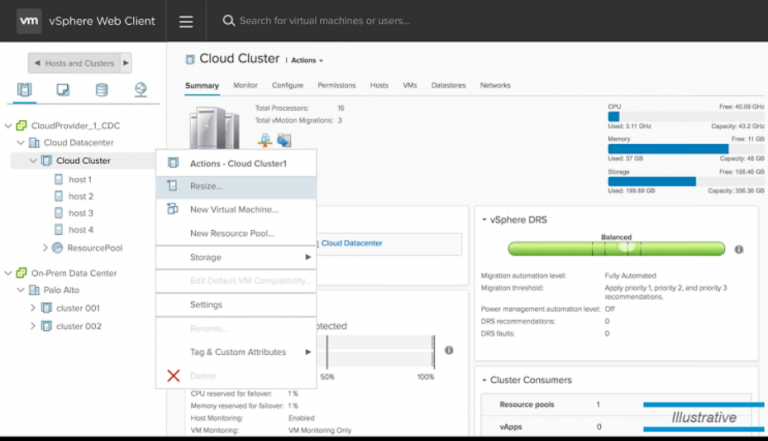 vm vSphere Web Client Search for virtual machines or users...
Hosts and Clusters
CloudProvider_1_CDC
Cloud Datacenter
Cloud Cluster
host 1
host 2
host 3
host 4
ResourcePool
On-Prem Data Center
Palo Alto
cluster 001
cluster 002
Actions - Cloud Cluster1
Resize...
New Virtual Machine...
New Resource Pool...
Storage
Edit Default VM Compatibility...
Settings
Rename...
Tag & Custom Attributes
Delete
Cloud Cluster Actions
Summary Monitor Configure Permissions Hosts VMs Datastores Networks
Total Processors: 16
Total vMotion Migrations: 3
CPU Free: 40.09 GHz
Used: 3.11 GHz Capacity: 43.2 GHz
Memory Free: 11 GB
Used: 37 GB Capacity: 48 GB
Storage Free: 156.48 GB
Used: 199.89 GB Capacity: 356.38 GB
Cloud Datacenter
otected
50% 100%
CPU reserved for failover: 1 %
Memory reserved for failover: 1 %
Host Monitoring: Enabled
VM Monitoring: VM Monitoring Only
vSphere DRS
Balanced
Migration automation level: Fully Automated
Migration threshold: Apply priority 1, priority 2, and priority 3
recommendations.
Power management automation level: Off
DRS recommendations: 0
DRS faults: 0
Cluster Consumers
Resource pools 1
vApps 0
Illustrative